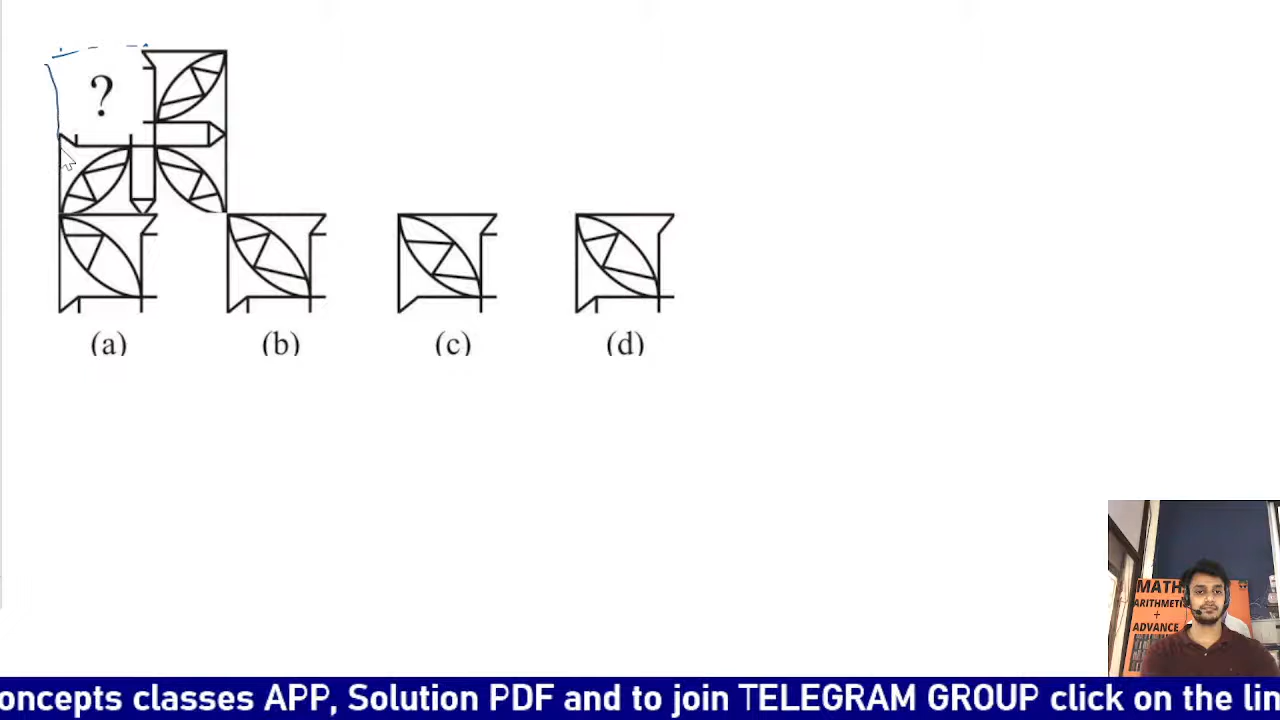 ?
(a) (b) (c) (d)
MATH
ARITHMETIC
+
ADVANCE
oncepts classes APP, Solution PDF and to join TELEGRAM GROUP click on the lin